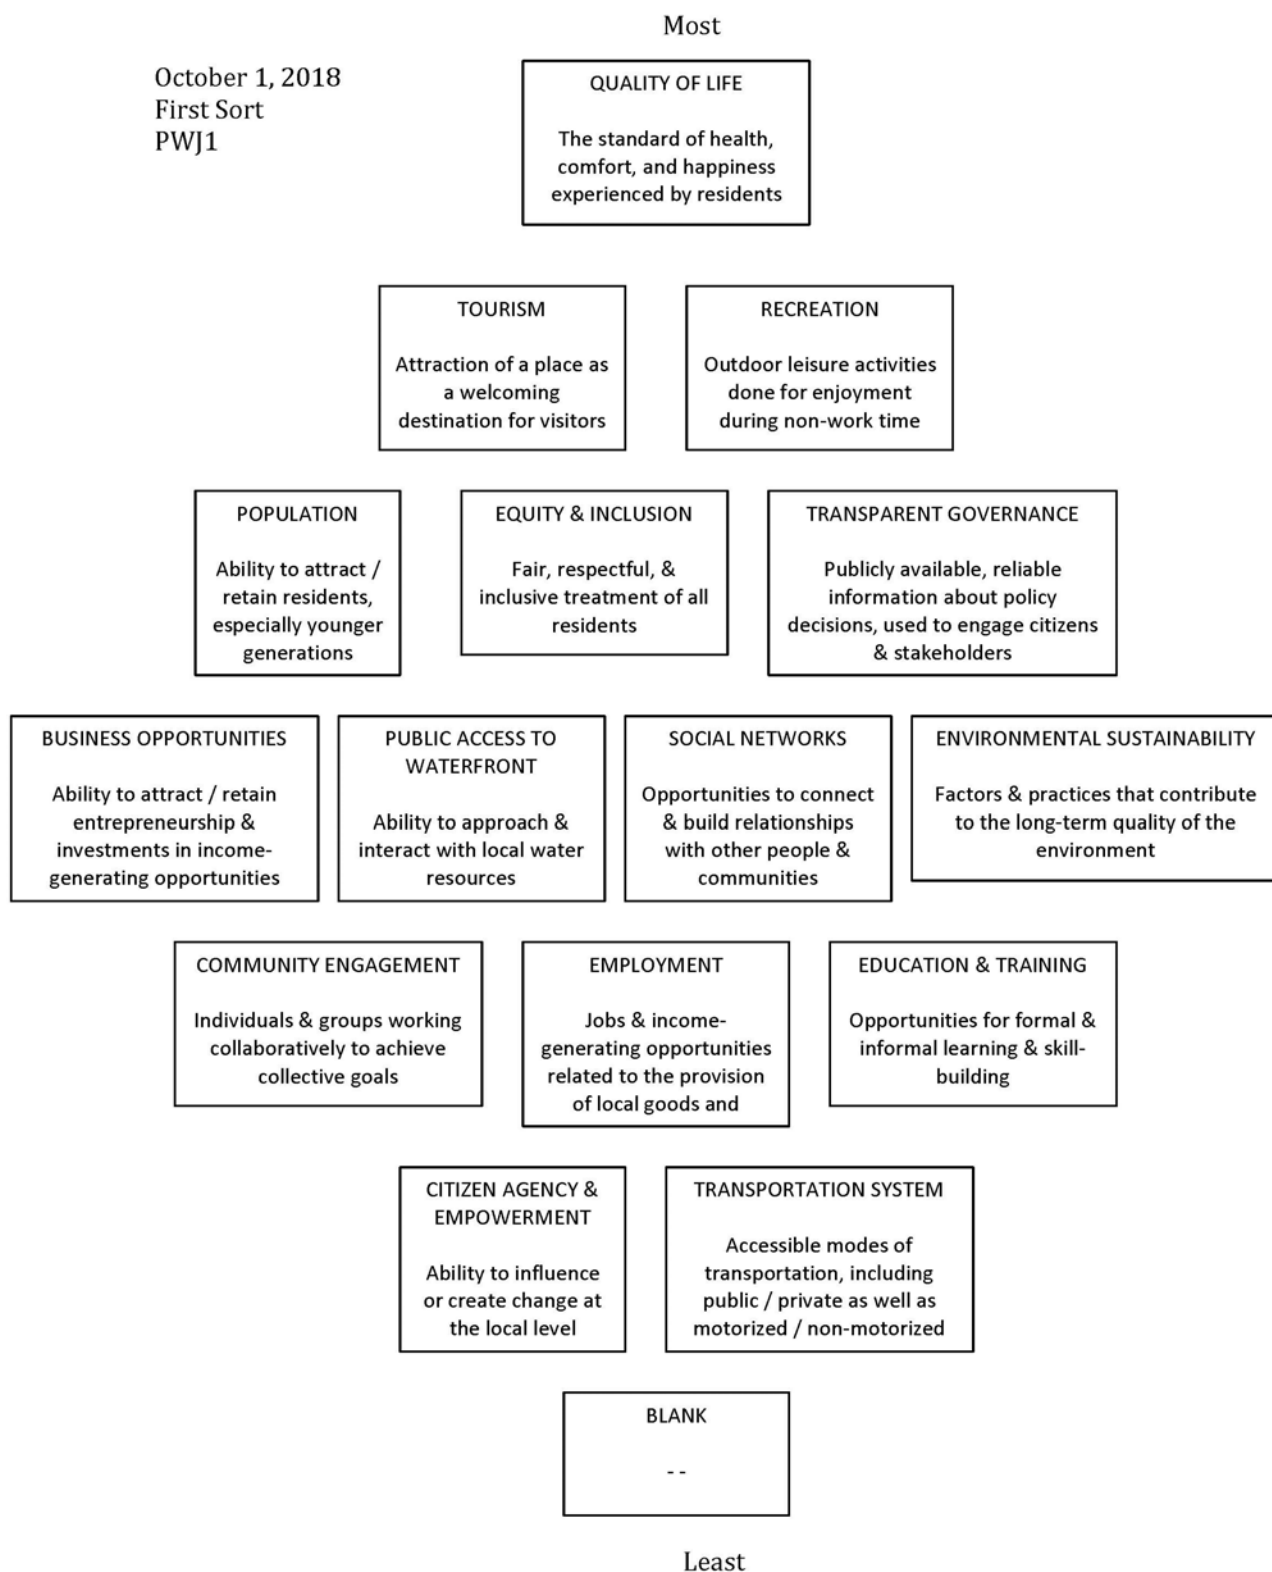 Most
October 1, 2018
First Sort
PWJ1
QUALITY OF LIFE
The standard of health,
comfort, and happiness
experienced by residents
TOURISM
Attraction of a place as
a welcoming
destination for visitors
RECREATION
Outdoor leisure activities
done for enjoyment
during non-work time
POPULATION
Ability to attract /
retain residents,
especially younger
generations
EQUITY & INCLUSION
Fair, respectful, &
inclusive treatment of all
residents
TRANSPARENT GOVERNANCE
Publicly available, reliable
information about policy
decisions, used to engage citizens
& stakeholders
BUSINESS OPPORTUNITIES
Ability to attract / retain
entrepreneurship &
investments in income-
generating opportunities
PUBLIC ACCESS TO
WATERFRONT
Ability to approach &
interact with local water
resources
SOCIAL NETWORKS
Opportunities to connect
& build relationships
with other people &
communities
ENVIRONMENTAL SUSTAINABILITY
Factors & practices that contribute
to the long-term quality of the
environment
COMMUNITY ENGAGEMENT
Individuals & groups working
collaboratively to achieve
collective goals
EMPLOYMENT
Jobs & income-
generating opportunities
related to the provision
of local goods and
EDUCATION & TRAINING
Opportunities for formal &
informal learning & skill-
building
CITIZEN AGENCY &
EMPOWERMENT
Ability to influence
or create change at
the local level
TRANSPORTATION SYSTEM
Accessible modes of
transportation, including
public / private as well as
motorized / non-motorized
BLANK
- -
Least